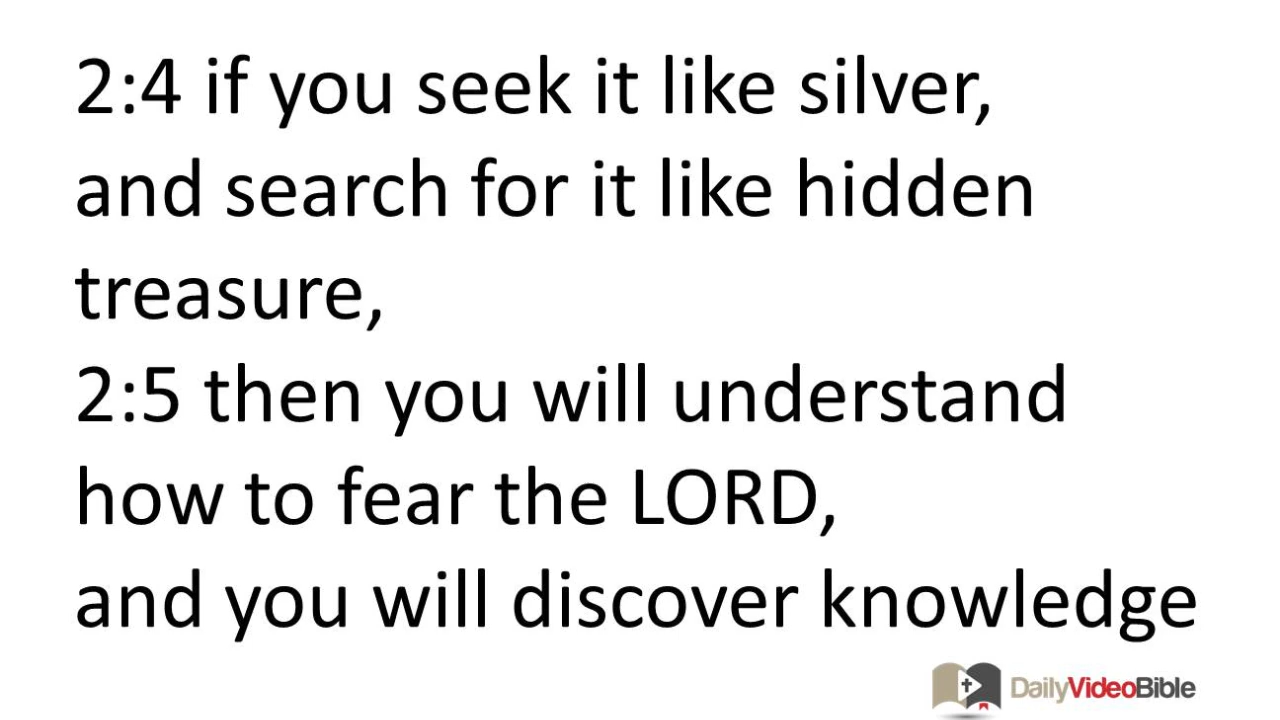 2:4 if you seek it like silver,
and search for it like hidden
treasure,
2:5 then you will understand
how to fear the LORD,
and you will discover knowledge
DailyVideoBible